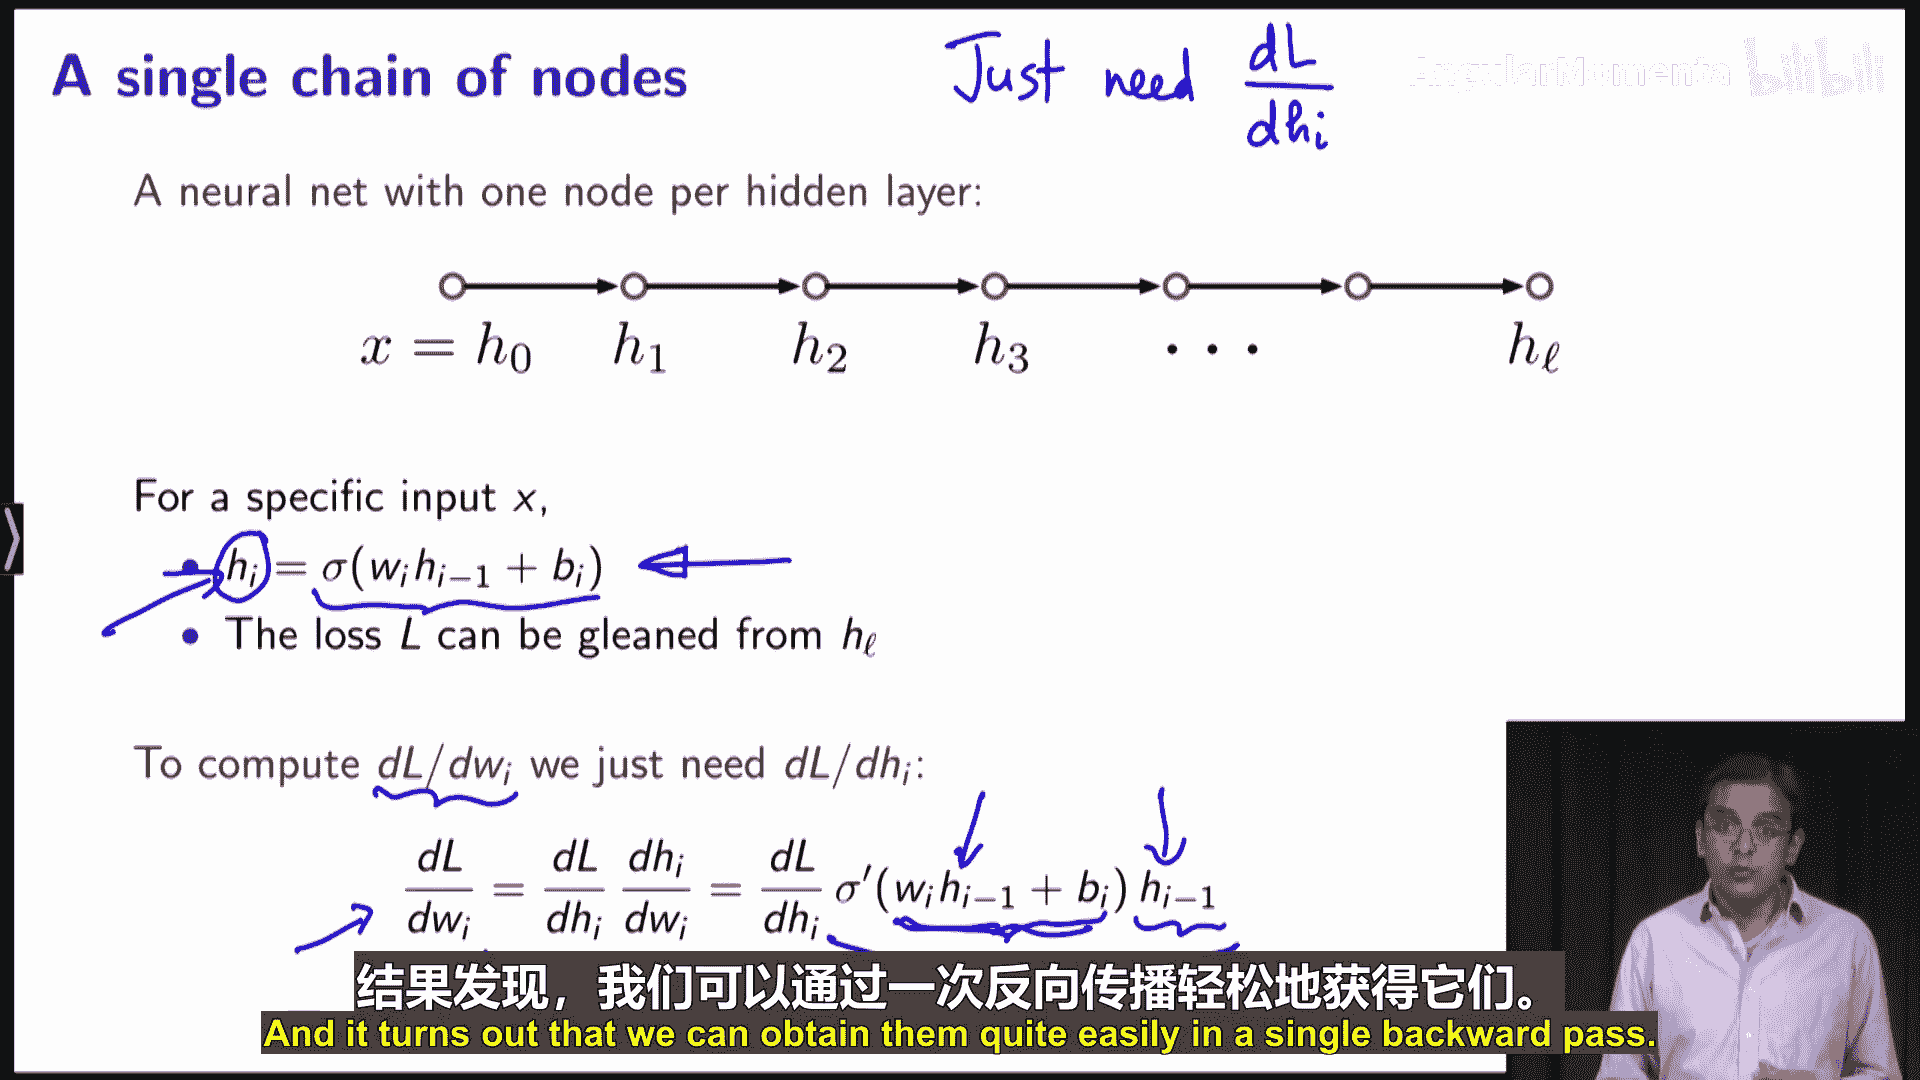 A single chain of nodes
Just need dL/dhᵢ
AngularMomenta bilibili
A neural net with one node per hidden layer:
x = h₀ h₁ h₂ h₃ ··· hℓ
For a specific input x,
• hᵢ = σ(wᵢhᵢ₋₁ + bᵢ)
• The loss L can be gleaned from hℓ
To compute dL/dwᵢ we just need dL/dhᵢ:
dL/dwᵢ = dL/dhᵢ dhᵢ/dwᵢ = dL/dhᵢ σ′(wᵢhᵢ₋₁ + bᵢ) hᵢ₋₁
结果发现，我们可以通过一次反向传播轻松地获得它们。
And it turns out that we can obtain them quite easily in a single backward pass.